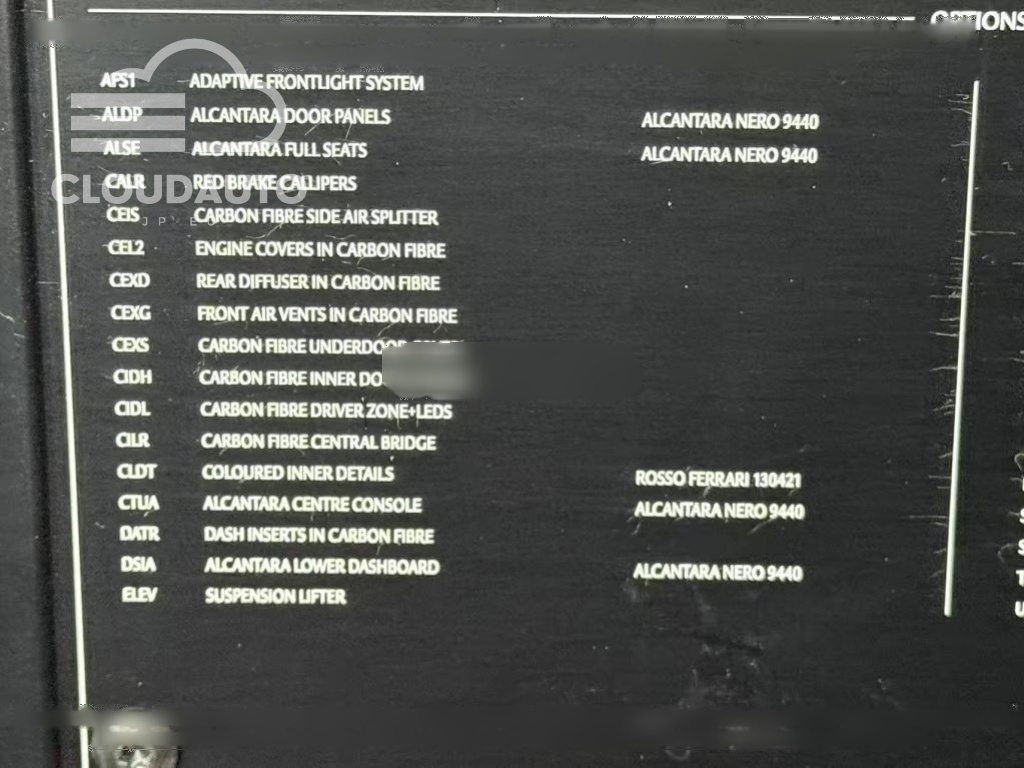 OPTIONS
AFS1 ADAPTIVE FRONTLIGHT SYSTEM
ALDP ALCANTARA DOOR PANELS ALCANTARA NERO 9440
ALSE ALCANTARA FULL SEATS ALCANTARA NERO 9440
CALR RED BRAKE CALLIPERS
CLOUDAUTO
JP
CEIS CARBON FIBRE SIDE AIR SPLITTER
CEL2 ENGINE COVERS IN CARBON FIBRE
CEXD REAR DIFFUSER IN CARBON FIBRE
CEXG FRONT AIR VENTS IN CARBON FIBRE
CEXS CARBON FIBRE
CIDH CARBON FIBRE INNER
CIDL CARBON FIBRE DRIVER ZONE+LEDS
CILR CARBON FIBRE CENTRAL BRIDGE
CLDT COLOURED INNER DETAILS ROSSO FERRARI 130421
CTUA ALCANTARA CENTRE CONSOLE ALCANTARA NERO 9440
DATR DASH INSERTS IN CARBON FIBRE
DSIA ALCANTARA LOWER DASHBOARD ALCANTARA NERO 9440
ELEV SUSPENSION LIFTER